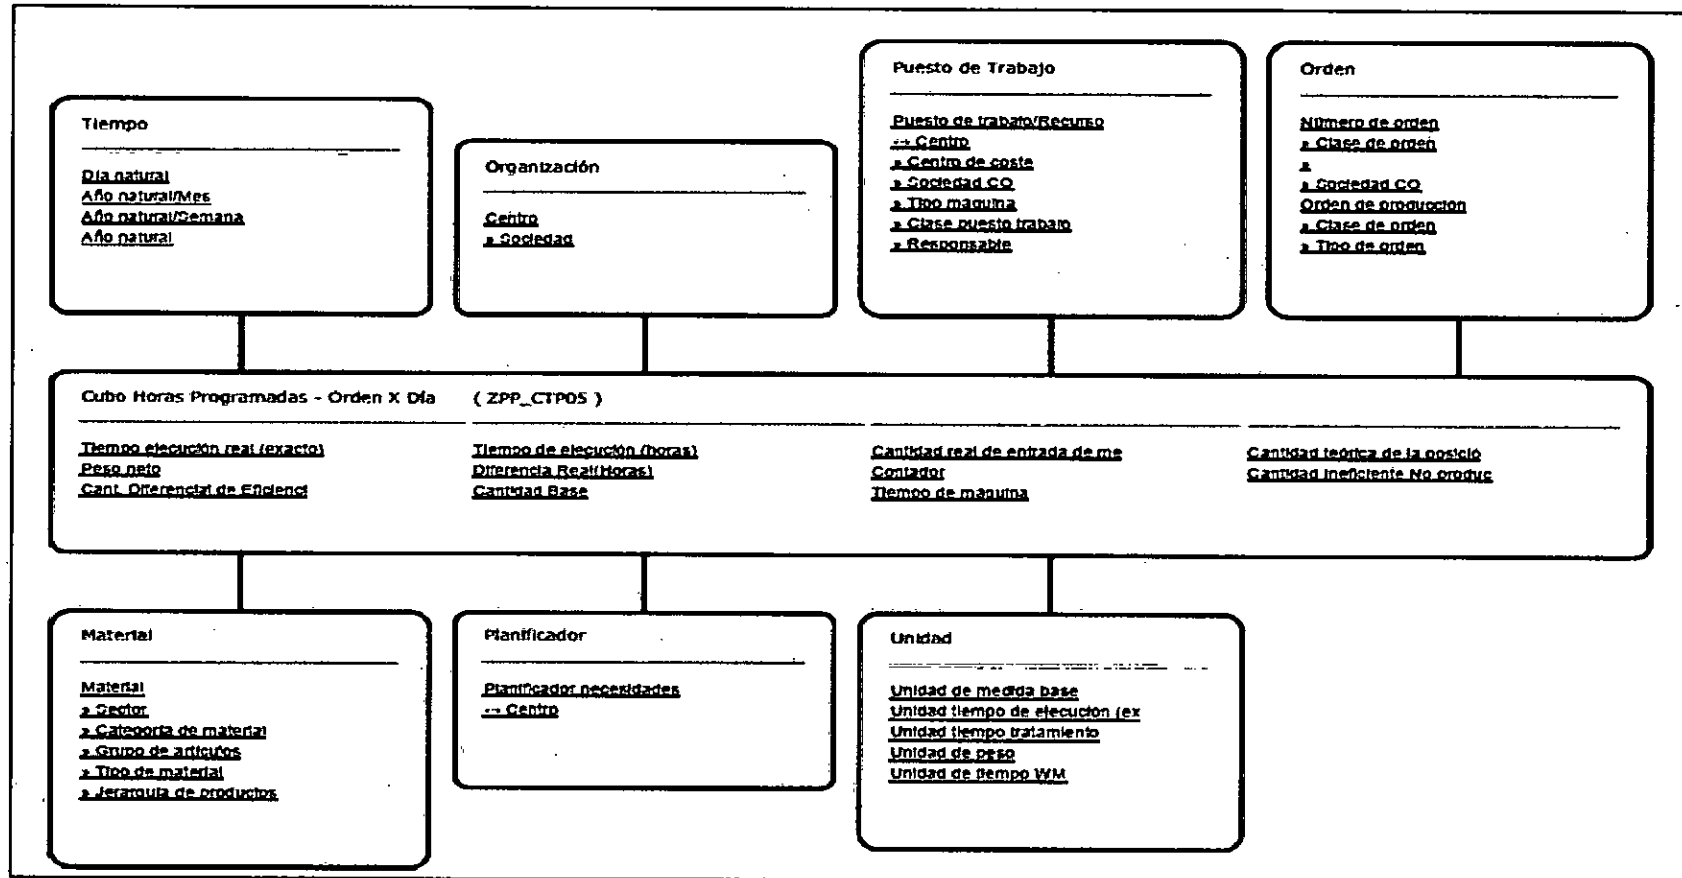 Tiempo
Día natural
Año natural/Mes
Año natural/Semana
Año natural
Organización
Centro
» Sociedad
Puesto de Trabajo
Puesto de trabajo/Recurso
↔ Centro
» Centro de coste
» Sociedad CO
» Tipo máquina
» Clase puesto trabajo
» Responsable
Orden
Número de orden
» Clase de orden
»
» Sociedad CO
Orden de producción
» Clase de orden
» Tipo de orden
Cubo Horas Programadas - Orden X Día ( ZPP_CTP05 )
Tiempo ejecución real (exacto)
Peso neto
Cant. Diferencial de Eficienci
Tiempo de ejecución (horas)
Diferencia Real(Horas)
Cantidad Base
Cantidad real de entrada de me
Contador
Tiempo de máquina
Cantidad teórica de la posició
Cantidad Ineficiente No produc
Material
Material
» Sector
» Categoría de material
» Grupo de artículos
» Tipo de material
» Jerarquía de productos
Planificador
Planificador necesidades
↔ Centro
Unidad
Unidad de medida base
Unidad tiempo de ejecución (ex
Unidad tiempo tratamiento
Unidad de peso
Unidad de tiempo WM